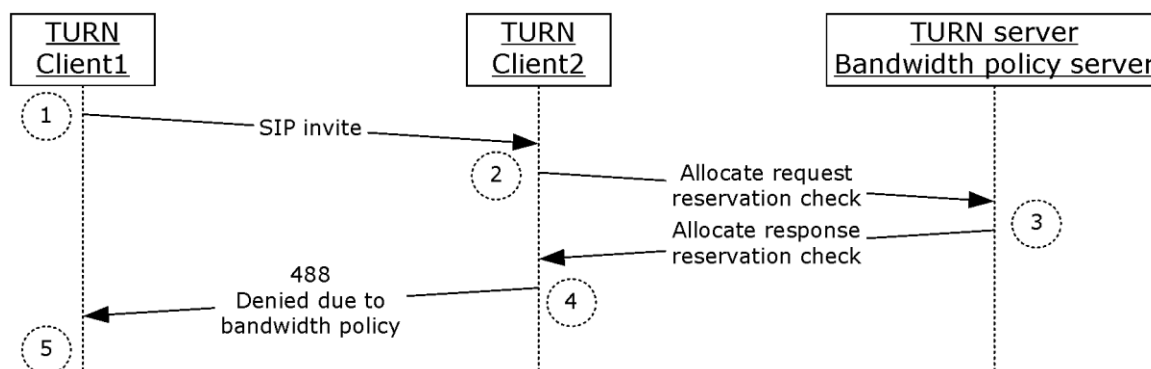 TURN
Client1
TURN
Client2
TURN server
Bandwidth policy server
1
SIP invite
2
Allocate request
reservation check
3
Allocate response
reservation check
488
Denied due to
bandwidth policy
4
5